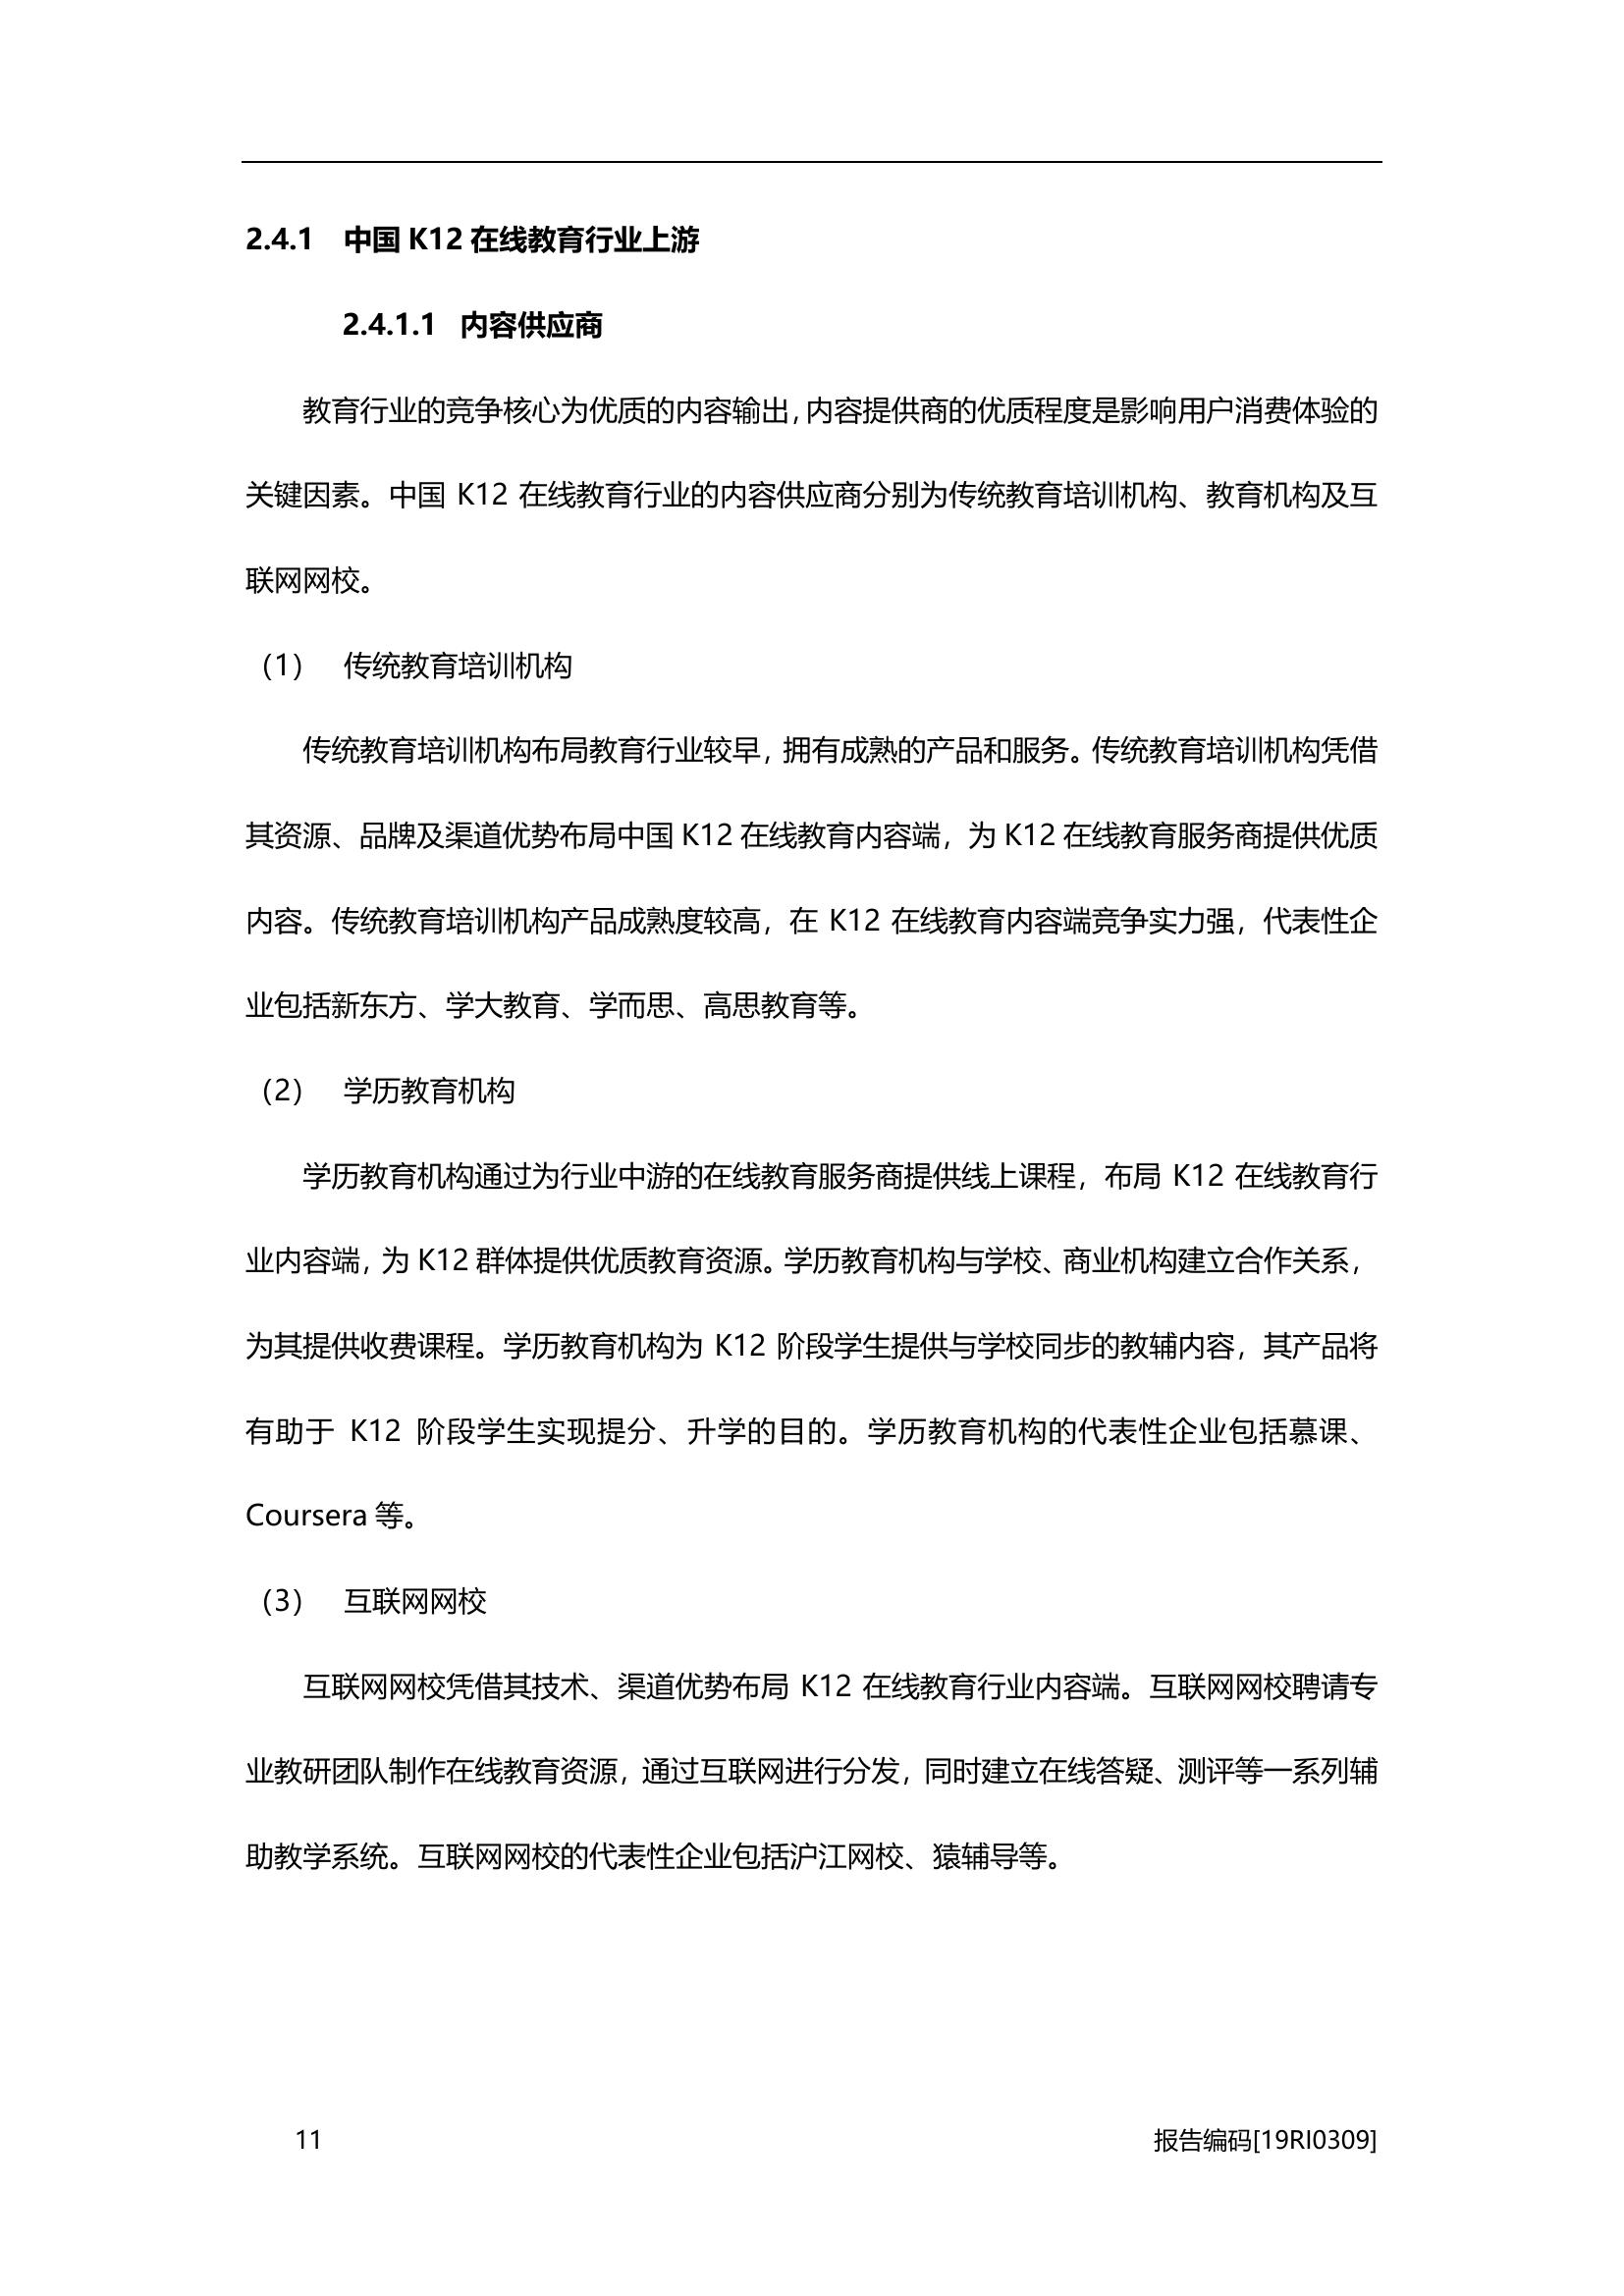 2.4.1 中国 K12 在线教育行业上游
2.4.1.1 内容供应商
教育行业的竞争核心为优质的内容输出，内容提供商的优质程度是影响用户消费体验的
关键因素。中国 K12 在线教育行业的内容供应商分别为传统教育培训机构、教育机构及互
联网网校。
（1） 传统教育培训机构
传统教育培训机构布局教育行业较早，拥有成熟的产品和服务。传统教育培训机构凭借
其资源、品牌及渠道优势布局中国 K12 在线教育内容端，为 K12 在线教育服务商提供优质
内容。传统教育培训机构产品成熟度较高，在 K12 在线教育内容端竞争实力强，代表性企
业包括新东方、学大教育、学而思、高思教育等。
（2） 学历教育机构
学历教育机构通过为行业中游的在线教育服务商提供线上课程，布局 K12 在线教育行
业内容端，为 K12 群体提供优质教育资源。学历教育机构与学校、商业机构建立合作关系，
为其提供收费课程。学历教育机构为 K12 阶段学生提供与学校同步的教辅内容，其产品将
有助于 K12 阶段学生实现提分、升学的目的。学历教育机构的代表性企业包括慕课、
Coursera 等。
（3） 互联网网校
互联网网校凭借其技术、渠道优势布局 K12 在线教育行业内容端。互联网网校聘请专
业教研团队制作在线教育资源，通过互联网进行分发，同时建立在线答疑、测评等一系列辅
助教学系统。互联网网校的代表性企业包括沪江网校、猿辅导等。
11 报告编码[19RI0309]